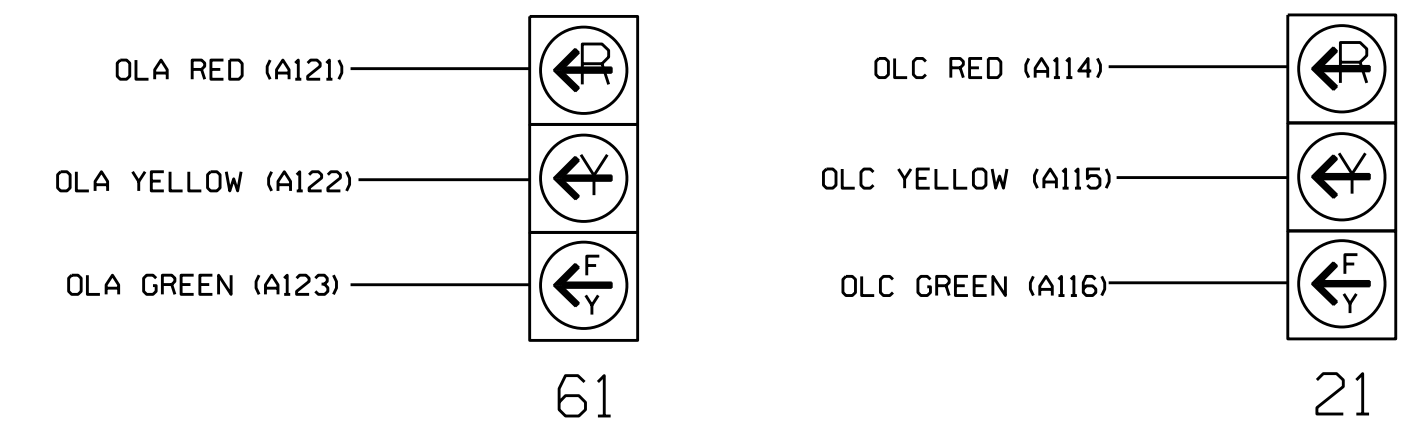 OLA RED (A121)
R
OLA YELLOW (A122)
Y
OLA GREEN (A123)
F
Y
61
OLC RED (A114)
R
OLC YELLOW (A115)
Y
OLC GREEN (A116)
F
Y
21